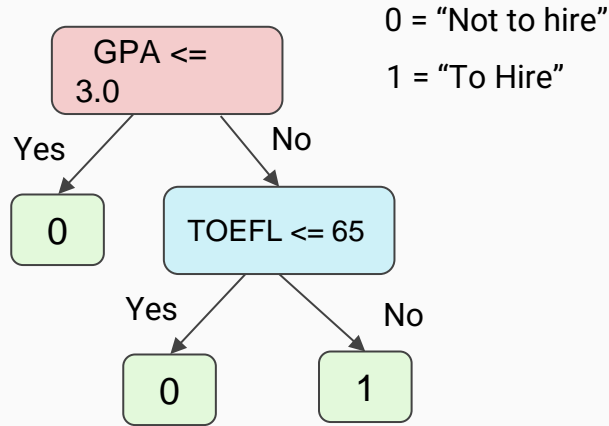 0 = “Not to hire”
GPA <=
3.0
1 = “To Hire”
Yes
No
0
TOEFL <= 65
Yes
No
0
1